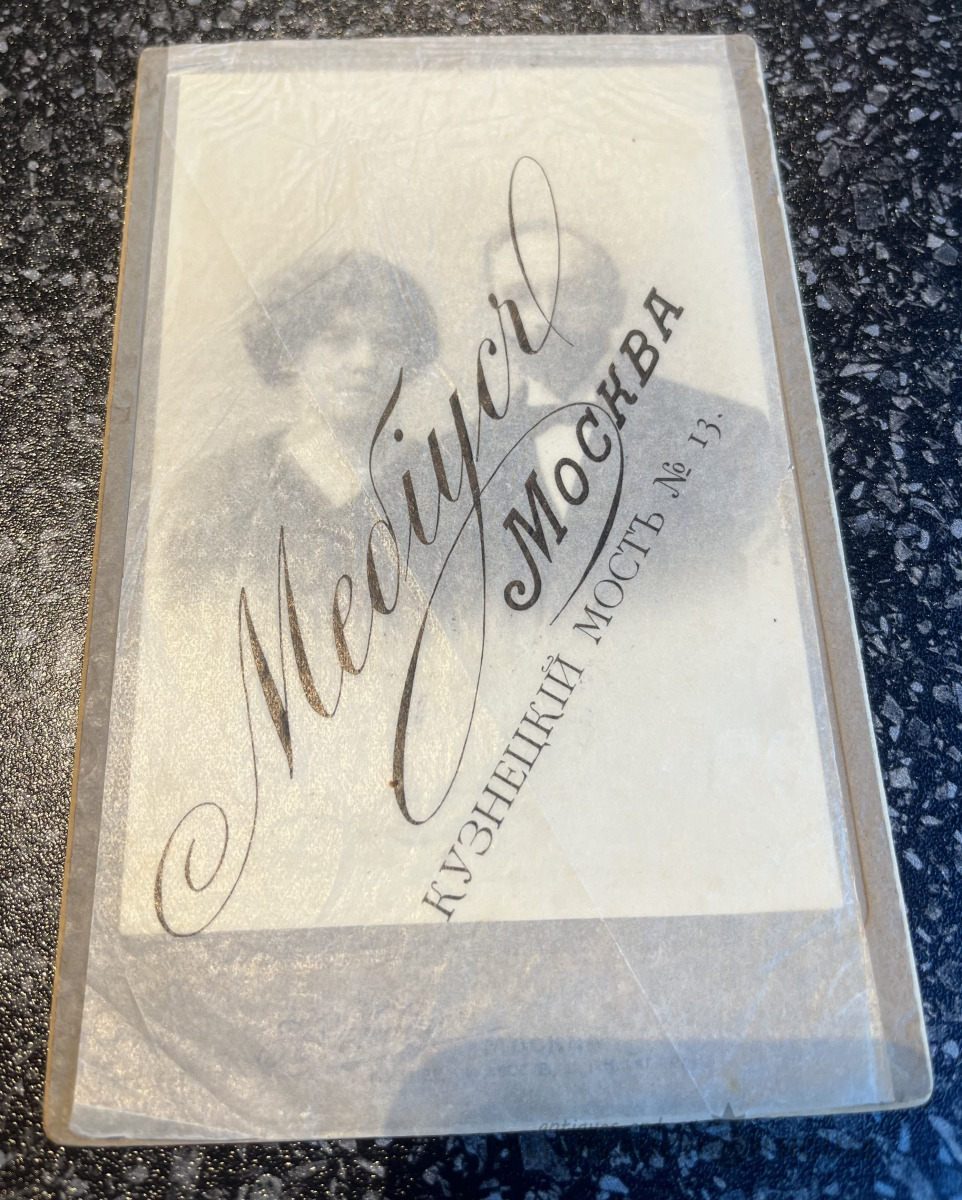 Мебіусъ
Москва
КУЗНЕЦКІЙ МОСТЪ № 13.